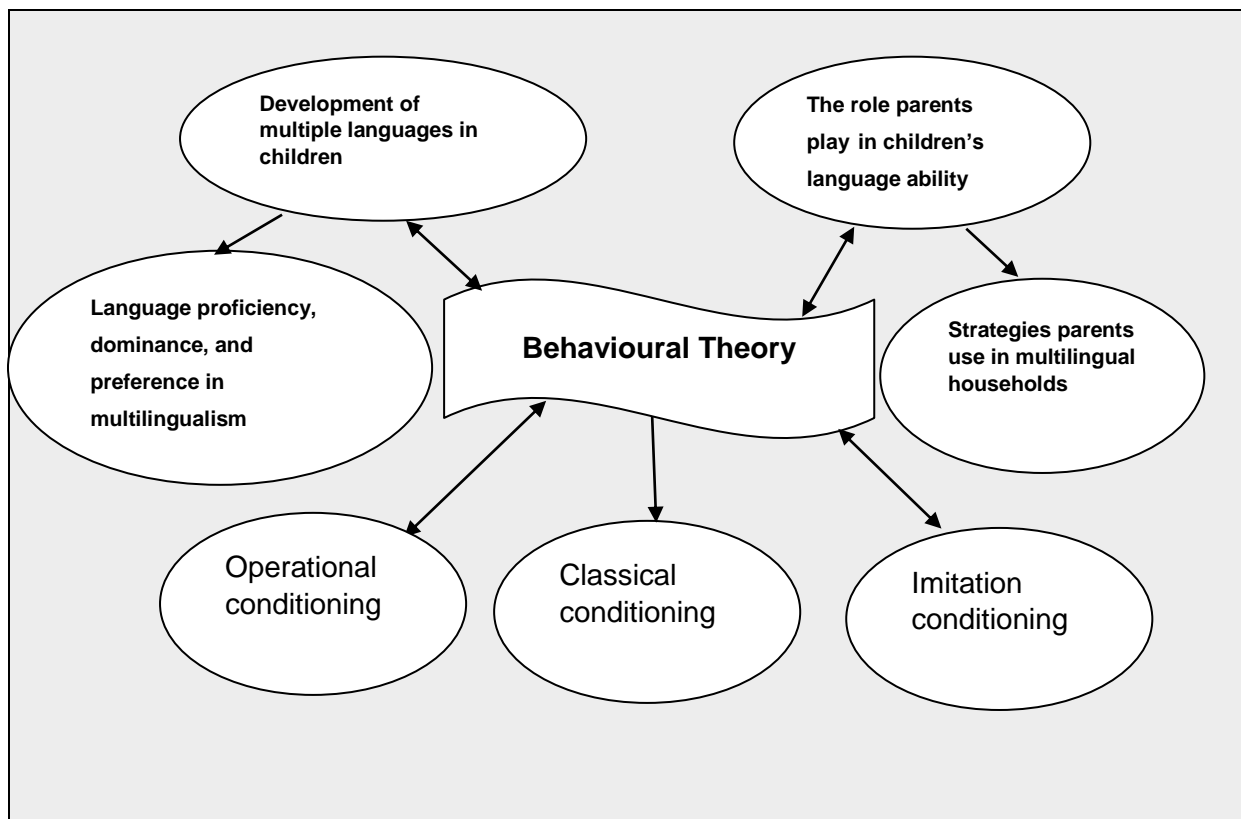 Development of
multiple languages in
children
The role parents
play in children's
language ability
Language proficiency,
dominance, and
preference in
multilingualism
Behavioural Theory
Strategies parents
use in multilingual
households
Operational
conditioning
Classical
conditioning
Imitation
conditioning